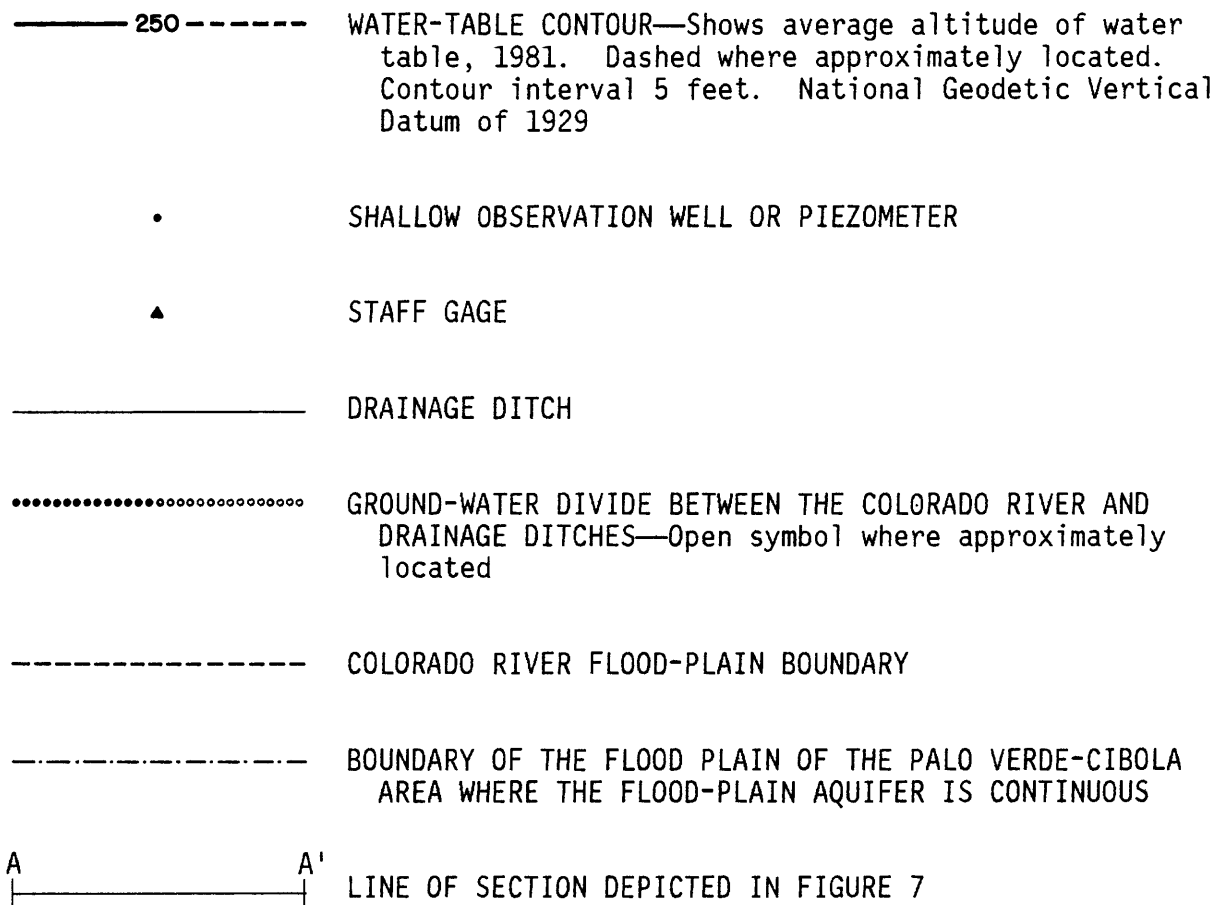 250 WATER-TABLE CONTOUR—Shows average altitude of water
table, 1981. Dashed where approximately located.
Contour interval 5 feet. National Geodetic Vertical
Datum of 1929
SHALLOW OBSERVATION WELL OR PIEZOMETER
STAFF GAGE
DRAINAGE DITCH
GROUND-WATER DIVIDE BETWEEN THE COLORADO RIVER AND
DRAINAGE DITCHES—Open symbol where approximately
located
COLORADO RIVER FLOOD-PLAIN BOUNDARY
BOUNDARY OF THE FLOOD PLAIN OF THE PALO VERDE-CIBOLA
AREA WHERE THE FLOOD-PLAIN AQUIFER IS CONTINUOUS
A A'
LINE OF SECTION DEPICTED IN FIGURE 7